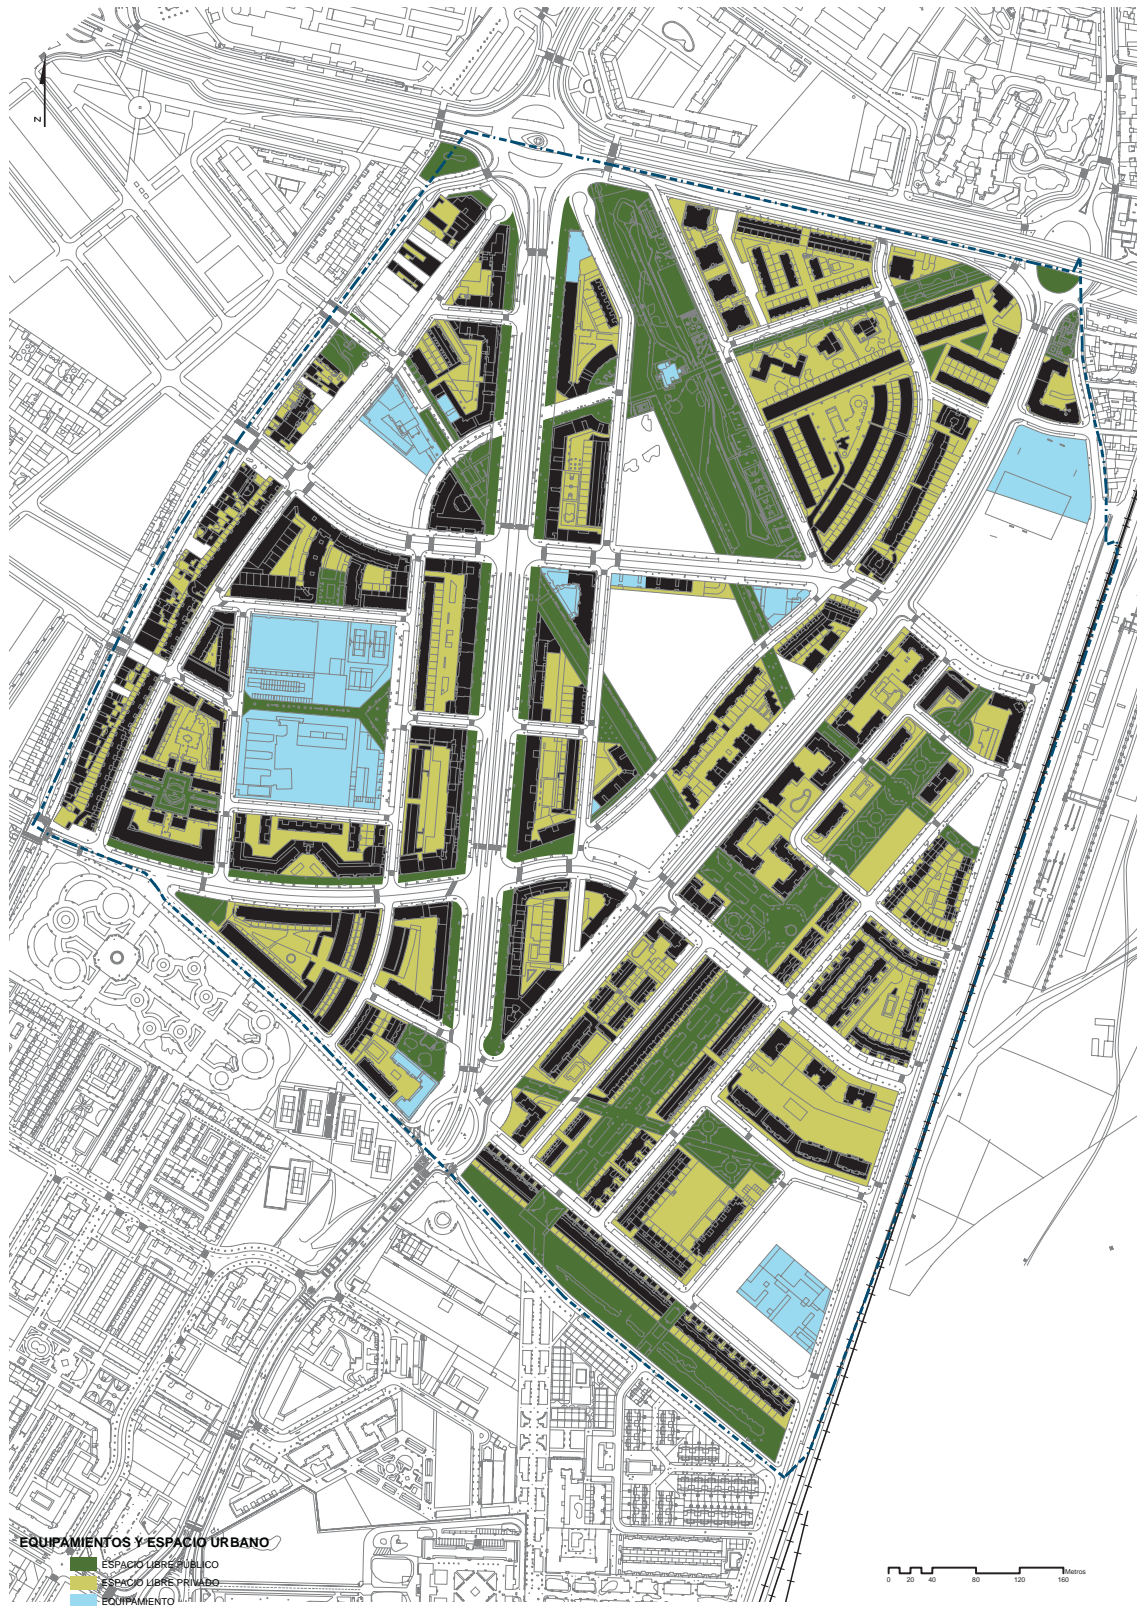 Z
EQUIPAMIENTOS Y ESPACIO URBANO
ESPACIO LIBRE PÚBLICO
ESPACIO LIBRE PRIVADO
EQUIPAMIENTO
Metros
0 20 40 80 120 160